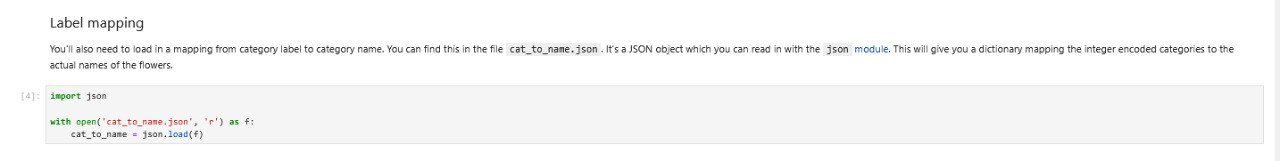 Label mapping
You'll also need to load in a mapping from category label to category name. You can find this in the file cat_to_name.json . It's a JSON object which you can read in with the json module. This will give you a dictionary mapping the integer encoded categories to the
actual names of the flowers.
[4]: import json
with open('cat_to_name.json', 'r') as f:
    cat_to_name = json.load(f)